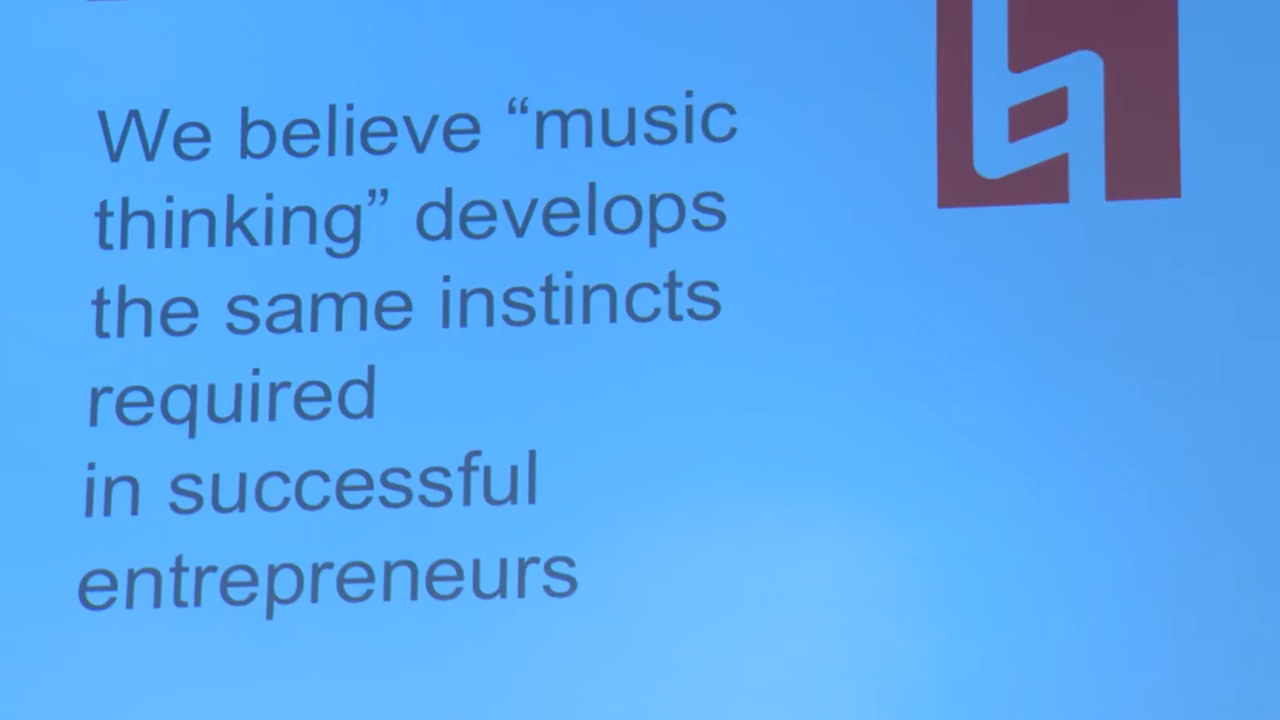 We believe “music
thinking” develops
the same instincts
required
in successful
entrepreneurs